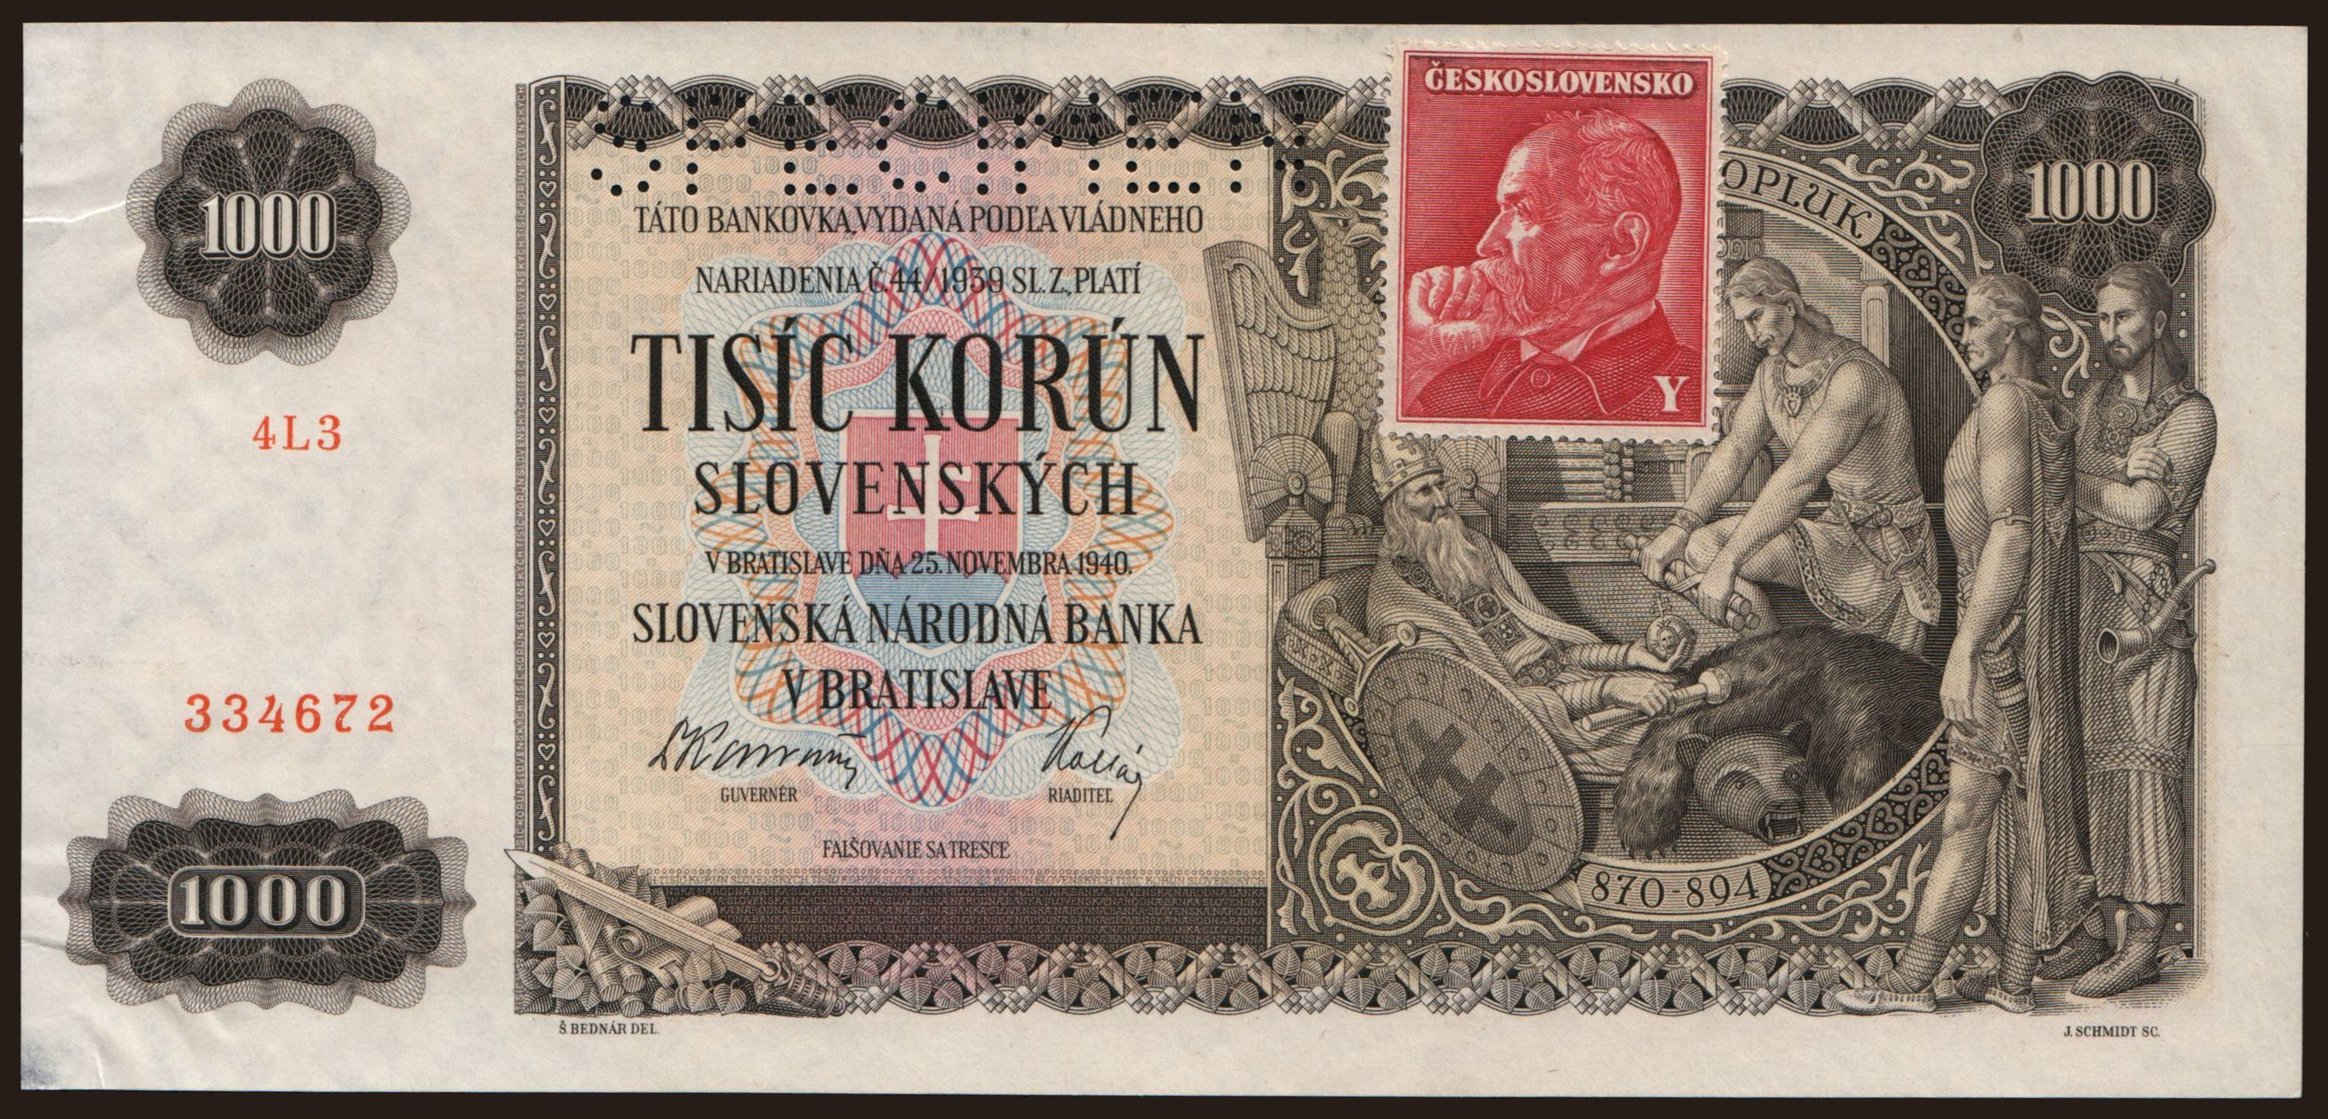 SPECIMEN
ČESKOSLOVENSKO
Y
OPLUK
1000
1000
TÁTO BANKOVKA, VYDANÁ PODĽA VLÁDNEHO
NARIADENIA Č. 44/1939 SL. Z., PLATÍ
TISÍC KORÚN
SLOVENSKÝCH
V BRATISLAVE DŇA 25. NOVEMBRA 1940.
SLOVENSKÁ NÁRODNÁ BANKA
V BRATISLAVE
GUVERNÉR
RIADITEĽ
FALŠOVANIE SA TRESCE
4L3
334672
1000
870-894
Š. BEDNÁR DEL.
J. SCHMIDT SC.